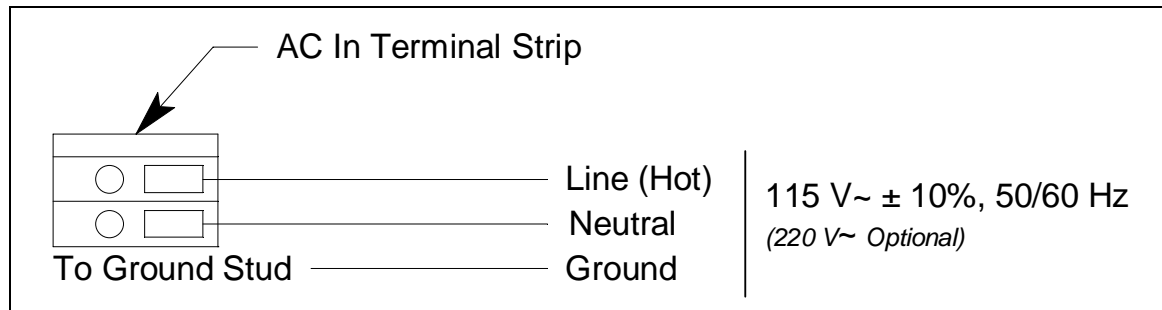 AC In Terminal Strip
Line (Hot)
Neutral
To Ground Stud
Ground
115 V~ ± 10%, 50/60 Hz
(220 V~ Optional)